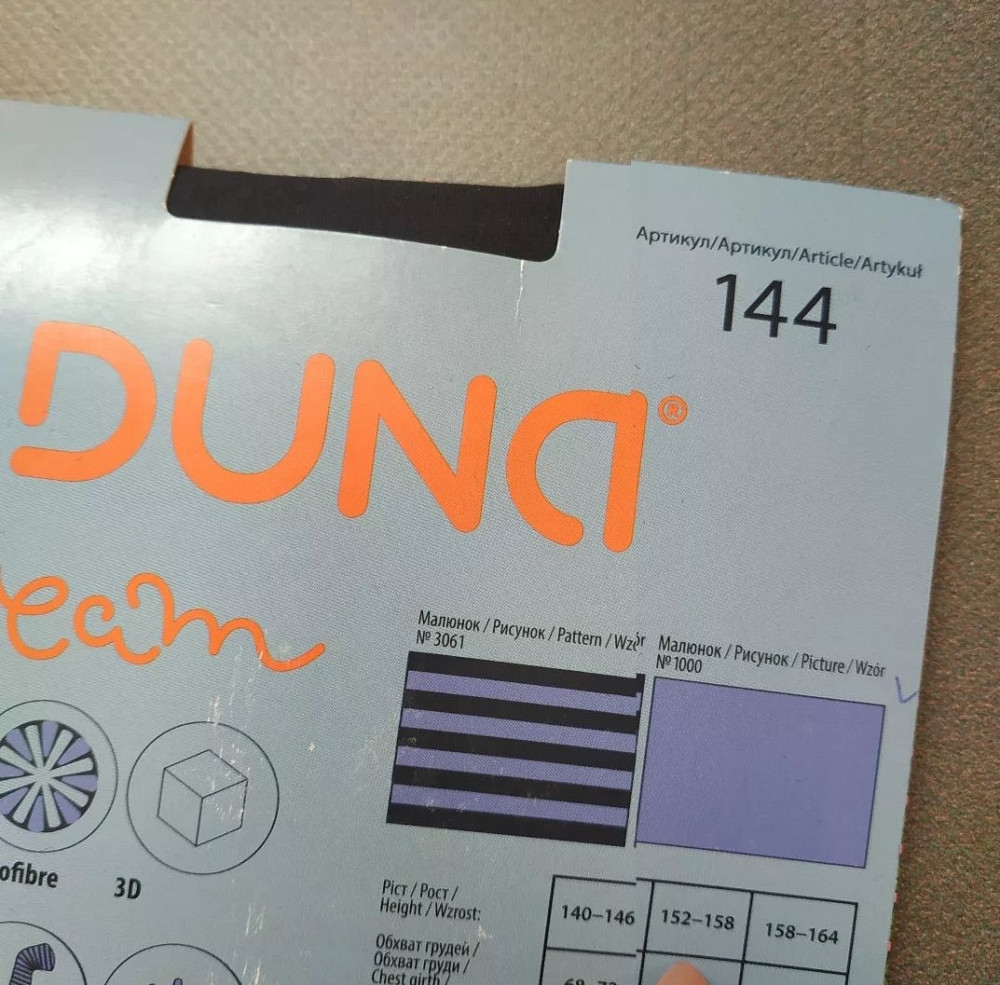 Артикул/Артикул/Article/Artykuł
144
DUNA®
Малюнок / Рисунок / Pattern / Wzór
№ 3061
Малюнок / Рисунок / Picture / Wzór
№ 1000
3D
Ріст / Рост /
Height / Wzrost:
140–146 152–158 158–164
Обхват грудей /
Обхват груди /
Chest girth /